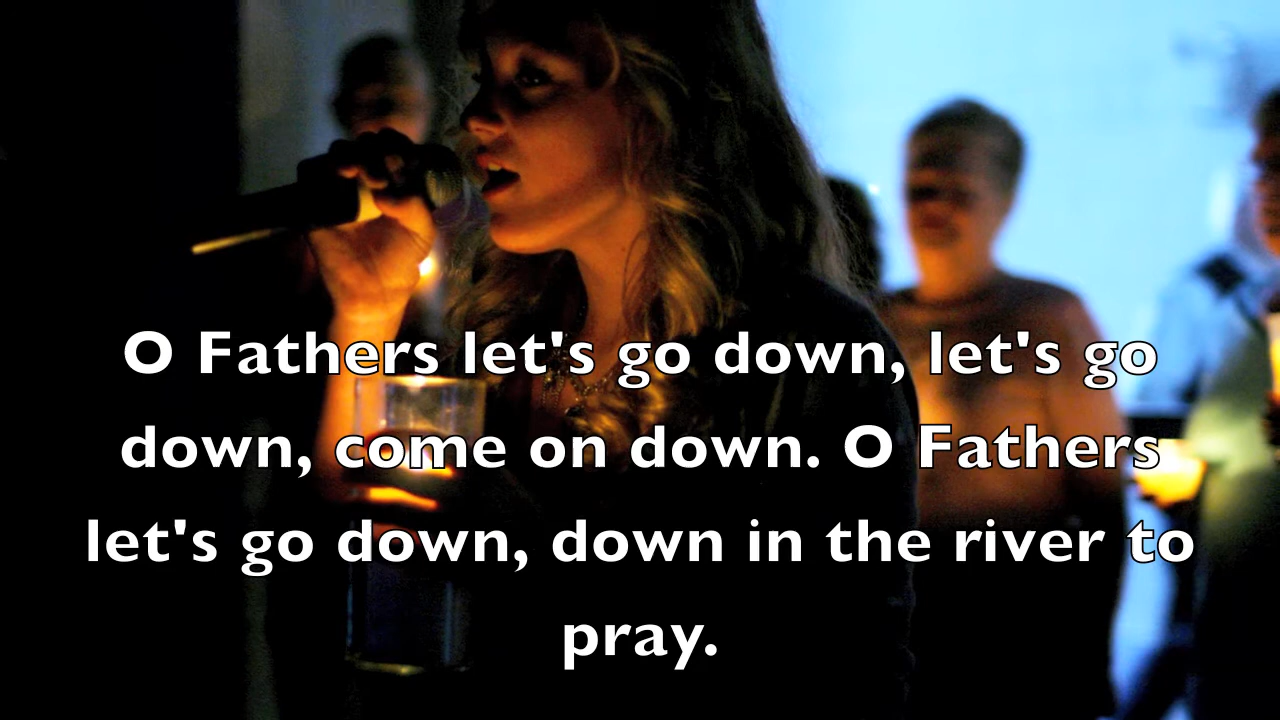 O Fathers let's go down, let's go
down, come on down. O Fathers
let's go down, down in the river to
pray.